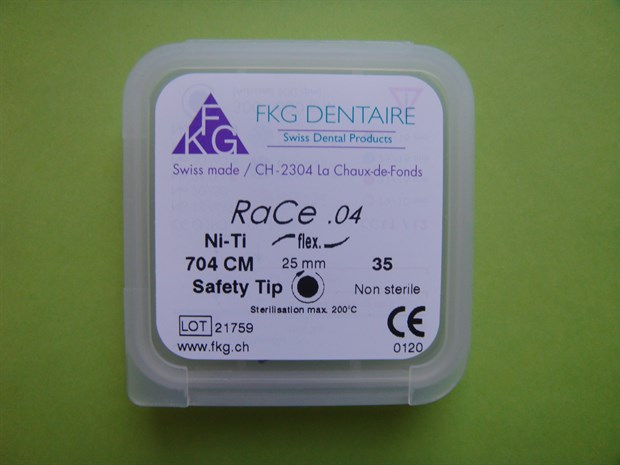 FKG
FKG DENTAIRE
Swiss Dental Products
Swiss made / CH-2304 La Chaux-de-Fonds
RaCe .04
Ni-Ti flex.
704 CM 25 mm 35
Safety Tip Non sterile
Sterilisation max. 200°C
LOT 21759 CE
www.fkg.ch 0120